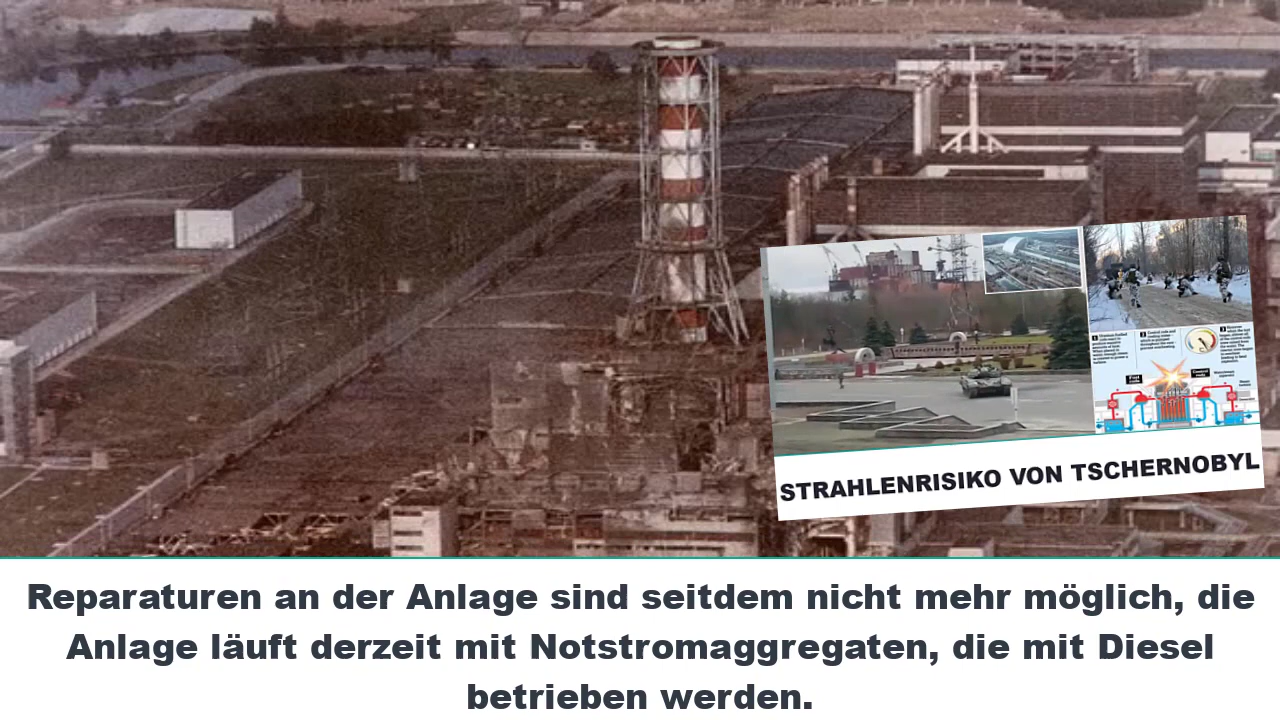 STRAHLENRISIKO VON TSCHERNOBYL
Reparaturen an der Anlage sind seitdem nicht mehr möglich, die
Anlage läuft derzeit mit Notstromaggregaten, die mit Diesel
betrieben werden.